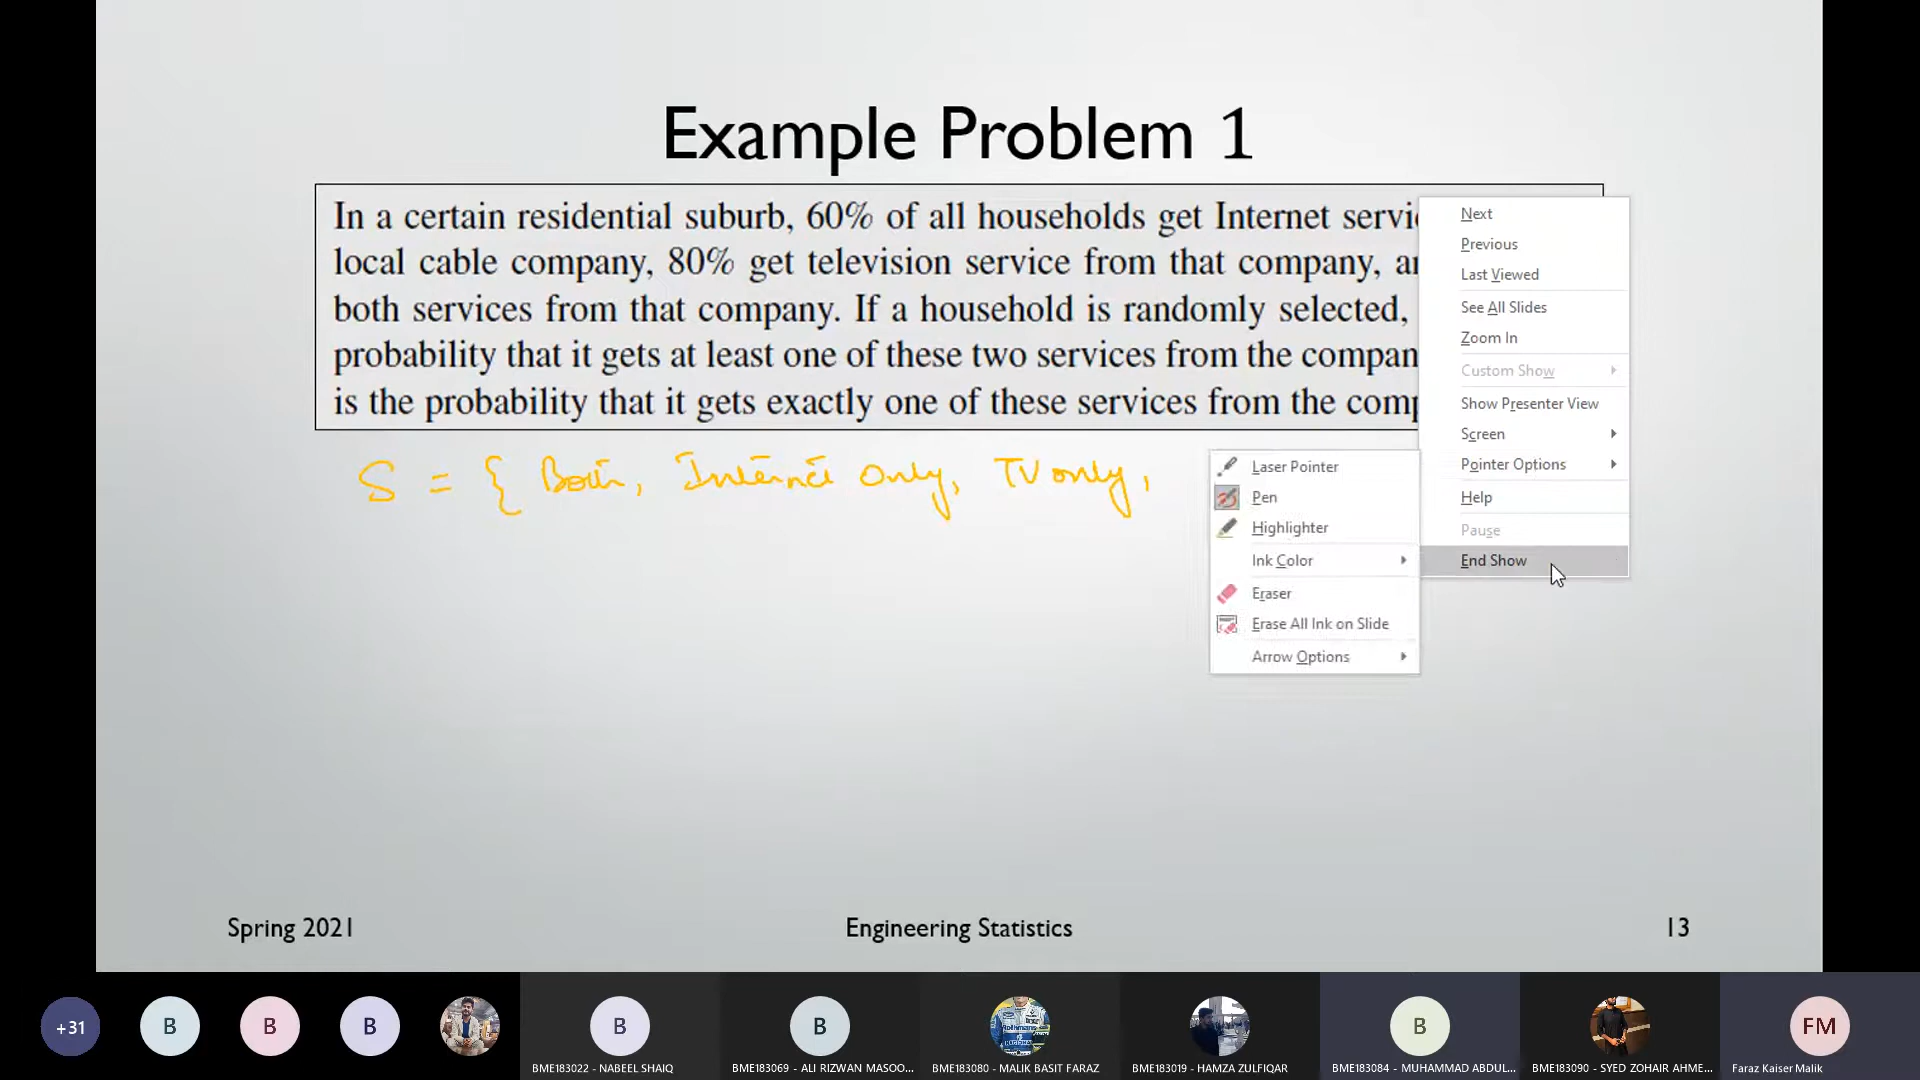 Example Problem 1
In a certain residential suburb, 60% of all households get Internet servi
local cable company, 80% get television service from that company, an
both services from that company. If a household is randomly selected,
probability that it gets at least one of these two services from the compan
is the probability that it gets exactly one of these services from the comp
S = { Both, Internet Only, TV only,
Next
Previous
Last Viewed
See All Slides
Zoom In
Custom Show
Show Presenter View
Screen
Pointer Options
Help
Pause
End Show
Laser Pointer
Pen
Highlighter
Ink Color
Eraser
Erase All Ink on Slide
Arrow Options
Spring 2021
Engineering Statistics
13
+31
B
B
B
B
B
B
FM
BME183022 - NABEEL SHAIQ
BME183069 - ALI RIZWAN MASOO...
BME183080 - MALIK BASIT FARAZ
BME183019 - HAMZA ZULFIQAR
BME183084 - MUHAMMAD ABDUL...
BME183090 - SYED ZOHAIR AHME...
Faraz Kaiser Malik